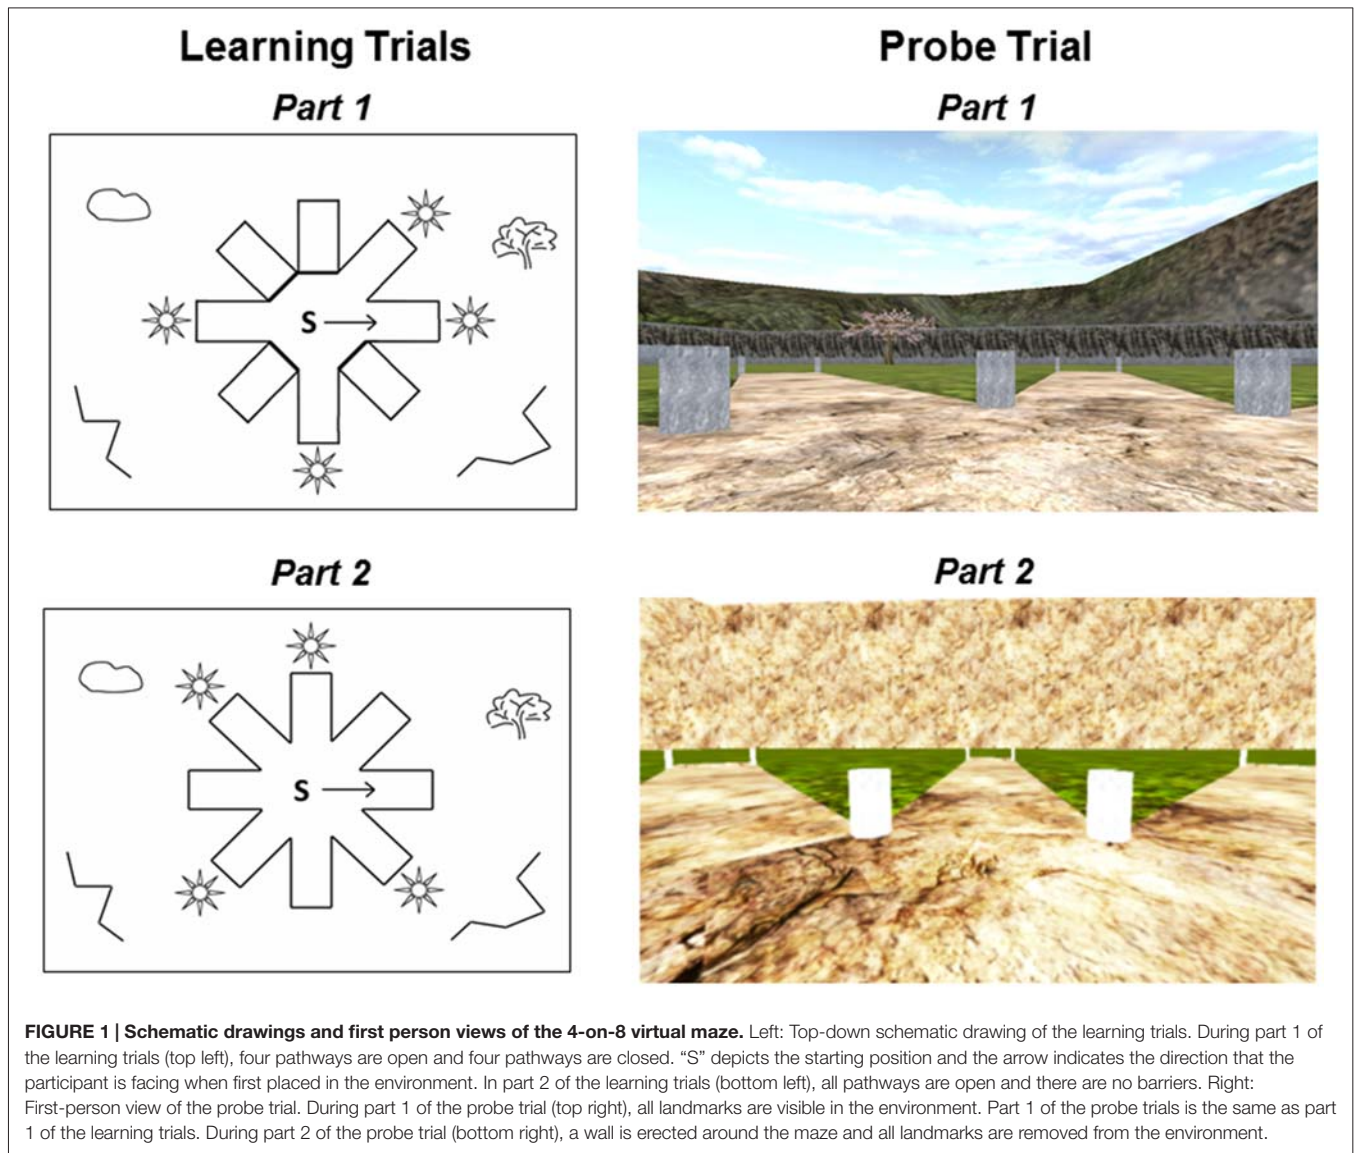 Learning Trials
Probe Trial
Part 1
Part 1
S
Part 2
Part 2
S
FIGURE 1 | Schematic drawings and first person views of the 4-on-8 virtual maze. Left: Top-down schematic drawing of the learning trials. During part 1 of
the learning trials (top left), four pathways are open and four pathways are closed. “S” depicts the starting position and the arrow indicates the direction that the
participant is facing when first placed in the environment. In part 2 of the learning trials (bottom left), all pathways are open and there are no barriers. Right:
First-person view of the probe trial. During part 1 of the probe trial (top right), all landmarks are visible in the environment. Part 1 of the probe trials is the same as part
1 of the learning trials. During part 2 of the probe trial (bottom right), a wall is erected around the maze and all landmarks are removed from the environment.